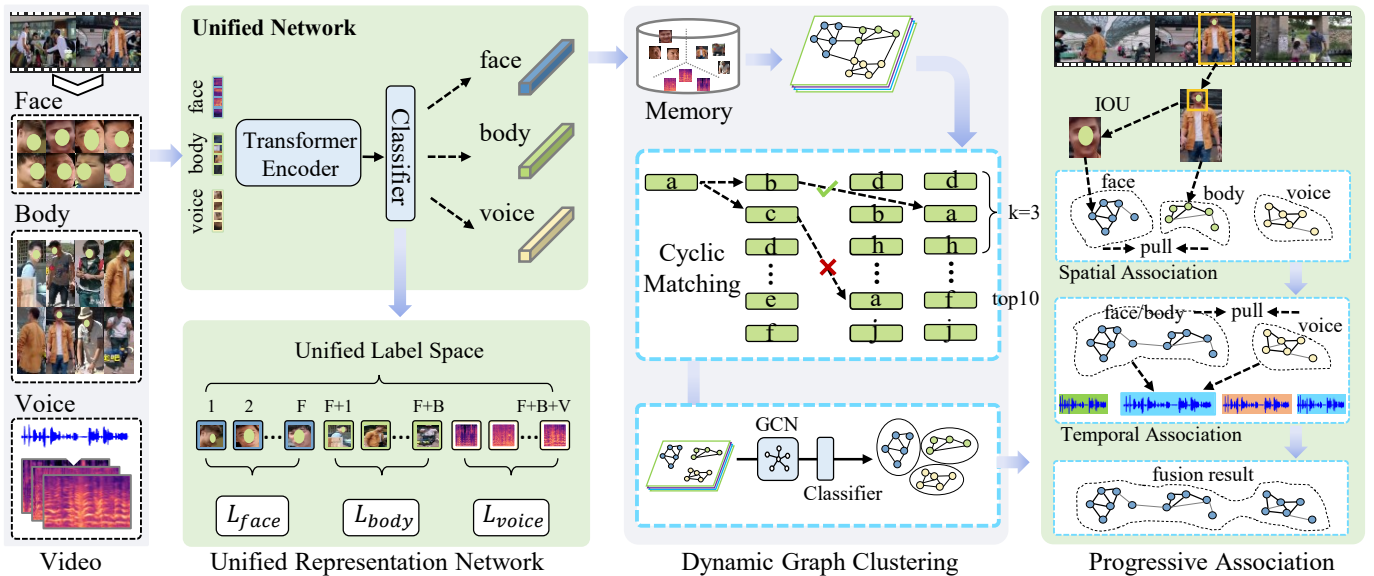 Face
Body
Voice
Video
Unified Network
face
body
voice
Transformer
Encoder
Classifier
face
body
voice
Unified Label Space
1 2 F F+1 F+B F+B+V
L_face L_body L_voice
Unified Representation Network
Memory
a b d d
c b a
k=3
d h h
Cyclic
Matching
e a f
top10
f j j
GCN
Classifier
Dynamic Graph Clustering
IOU
face
body
voice
pull
Spatial Association
face/body
pull
voice
Temporal Association
fusion result
Progressive Association